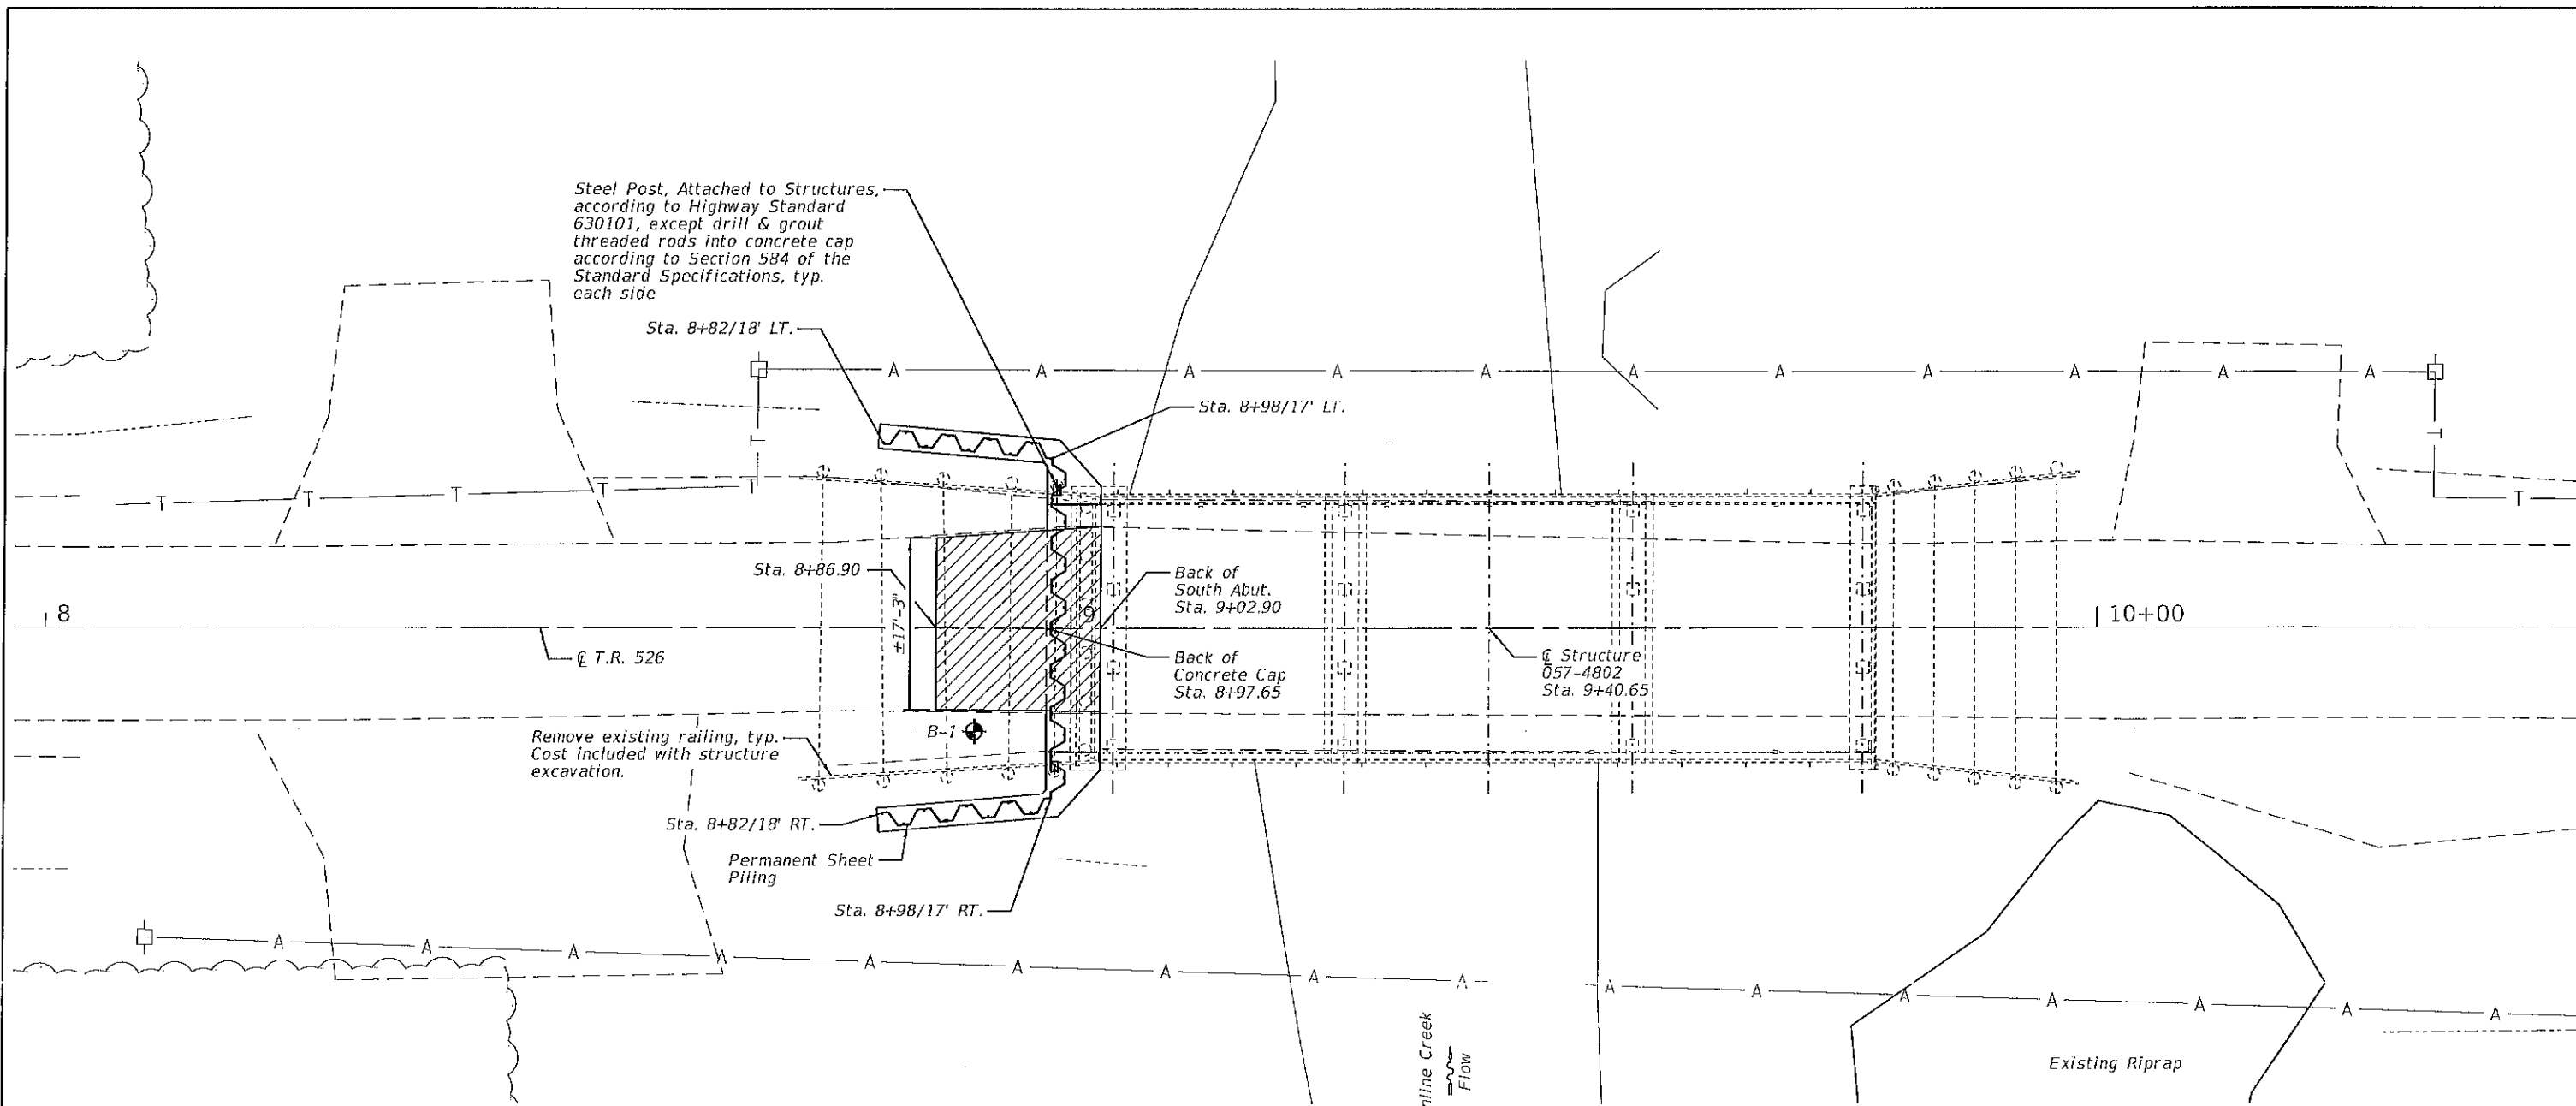 Steel Post, Attached to Structures,
according to Highway Standard
630101, except drill & grout
threaded rods into concrete cap
according to Section 584 of the
Standard Specifications, typ.
each side
Sta. 8+82/18' LT.
A A A A A A A A A A A
Sta. 8+98/17' LT.
T
T
T T T T T
T
Sta. 8+86.90
±17'-3"
Back of
South Abut.
Sta. 9+02.90
8
9
10+00
℄ T.R. 526
Back of
Concrete Cap
Sta. 8+97.65
℄ Structure
057-4802
Sta. 9+40.65
B-1
Remove existing railing, typ.
Cost included with structure
excavation.
Sta. 8+82/18' RT.
Permanent Sheet
Piling
Sta. 8+98/17' RT.
A A A A A A A A A A A A A A A A
Creek
Flow
Existing Riprap